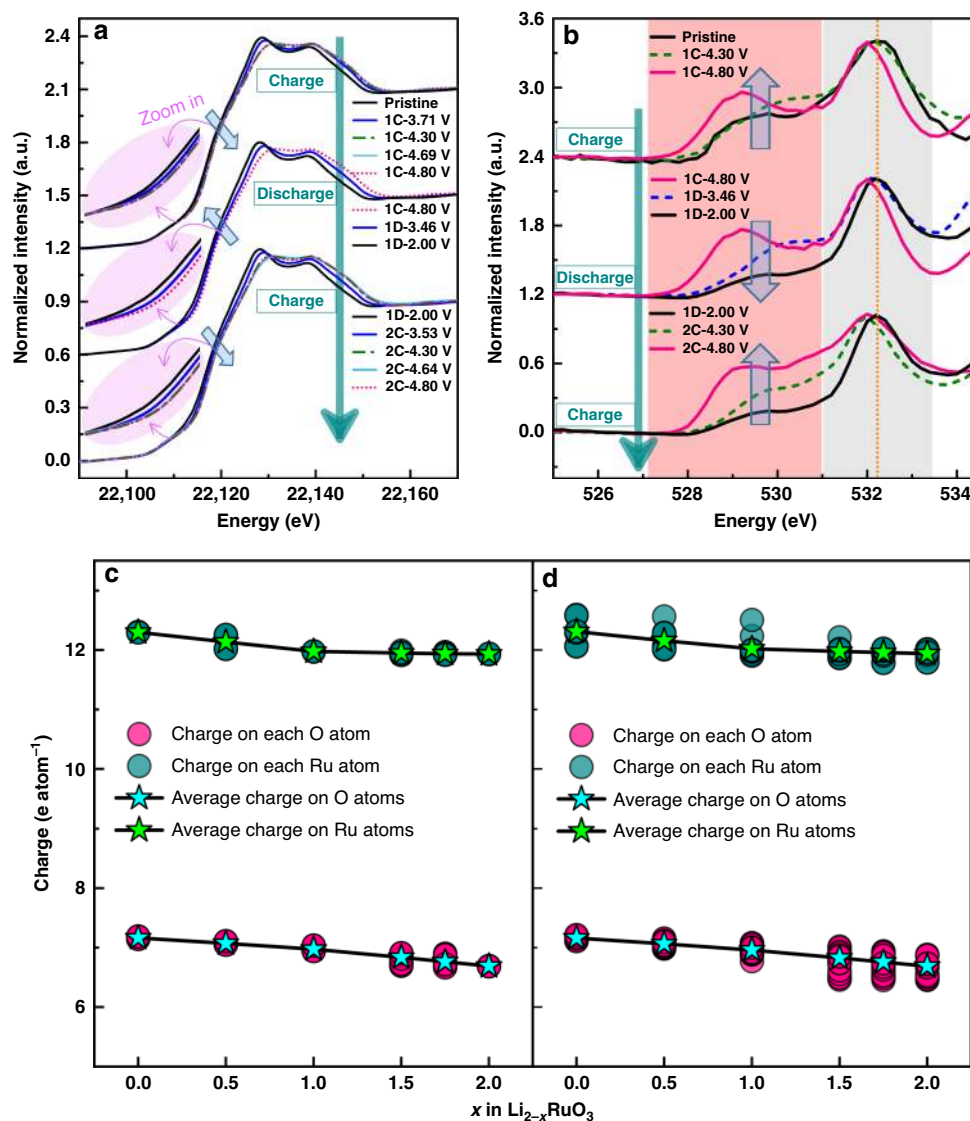 a
Normalized intensity (a.u.)
2.4
2.1
1.8
1.5
1.2
0.9
0.6
0.3
0.0
Zoom in
Charge
Pristine
1C-3.71 V
1C-4.30 V
1C-4.69 V
1C-4.80 V
Discharge
1C-4.80 V
1D-3.46 V
1D-2.00 V
Charge
1D-2.00 V
2C-3.53 V
2C-4.30 V
2C-4.64 V
2C-4.80 V
22,100 22,120 22,140 22,160
Energy (eV)
b
Normalized intensity (a.u.)
3.6
3.0
2.4
1.8
1.2
0.6
0.0
Pristine
1C-4.30 V
1C-4.80 V
Charge
1C-4.80 V
1D-3.46 V
1D-2.00 V
Discharge
1D-2.00 V
2C-4.30 V
2C-4.80 V
Charge
526 528 530 532 534
Energy (eV)
c
Charge (e atom⁻¹)
12
10
8
6
Charge on each O atom
Charge on each Ru atom
Average charge on O atoms
Average charge on Ru atoms
0.0 0.5 1.0 1.5 2.0
d
Charge on each O atom
Charge on each Ru atom
Average charge on O atoms
Average charge on Ru atoms
0.0 0.5 1.0 1.5 2.0
x in Li₂₋ₓRuO₃